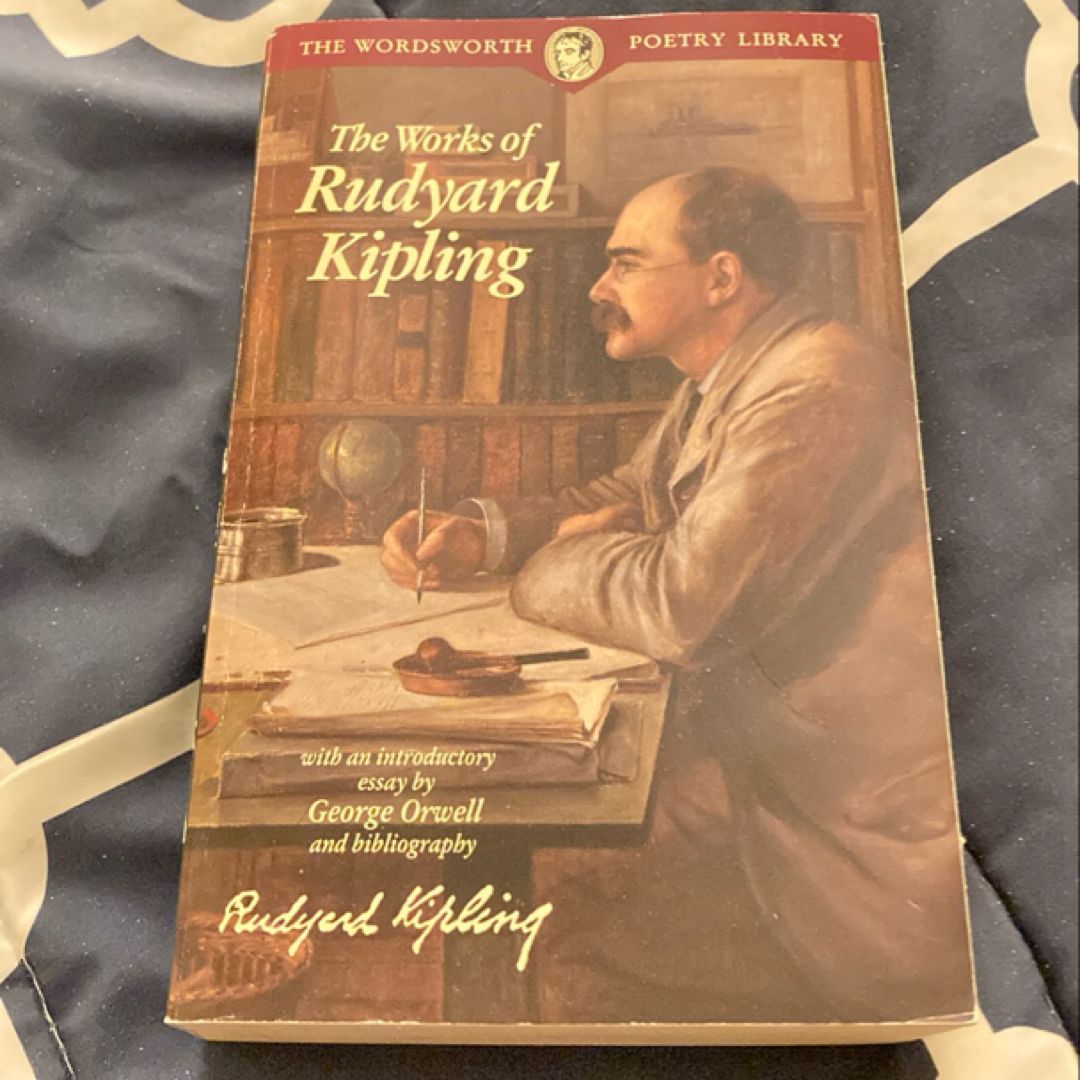 THE WORDSWORTH POETRY LIBRARY
The Works of
Rudyard
Kipling
with an introductory
essay by
George Orwell
and bibliography
Rudyard Kipling